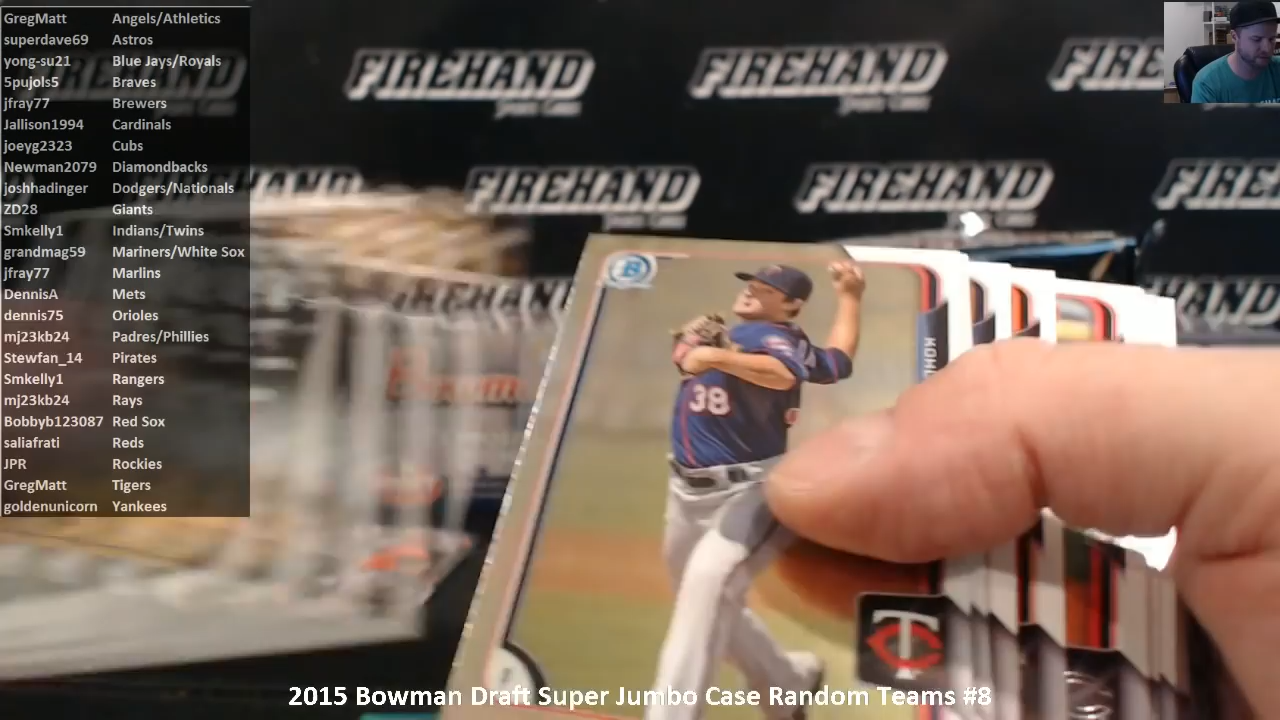 GregMatt Angels/Athletics
superdave69 Astros
yong-su21 Blue Jays/Royals
5pujols5 Braves
jfray77 Brewers
Jallison1994 Cardinals
joeyg2323 Cubs
Newman2079 Diamondbacks
joshhadinger Dodgers/Nationals
ZD28 Giants
Smkelly1 Indians/Twins
grandmag59 Mariners/White Sox
jfray77 Marlins
DennisA Mets
dennis75 Orioles
mj23kb24 Padres/Phillies
Stewfan_14 Pirates
Smkelly1 Rangers
mj23kb24 Rays
Bobbyb123087 Red Sox
saliafrati Reds
JPR Rockies
GregMatt Tigers
goldenunicorn Yankees
FIREHAND
FIREHAND
FIREHAND
FIREHAND
B
38
TC
2015 Bowman Draft Super Jumbo Case Random Teams #8